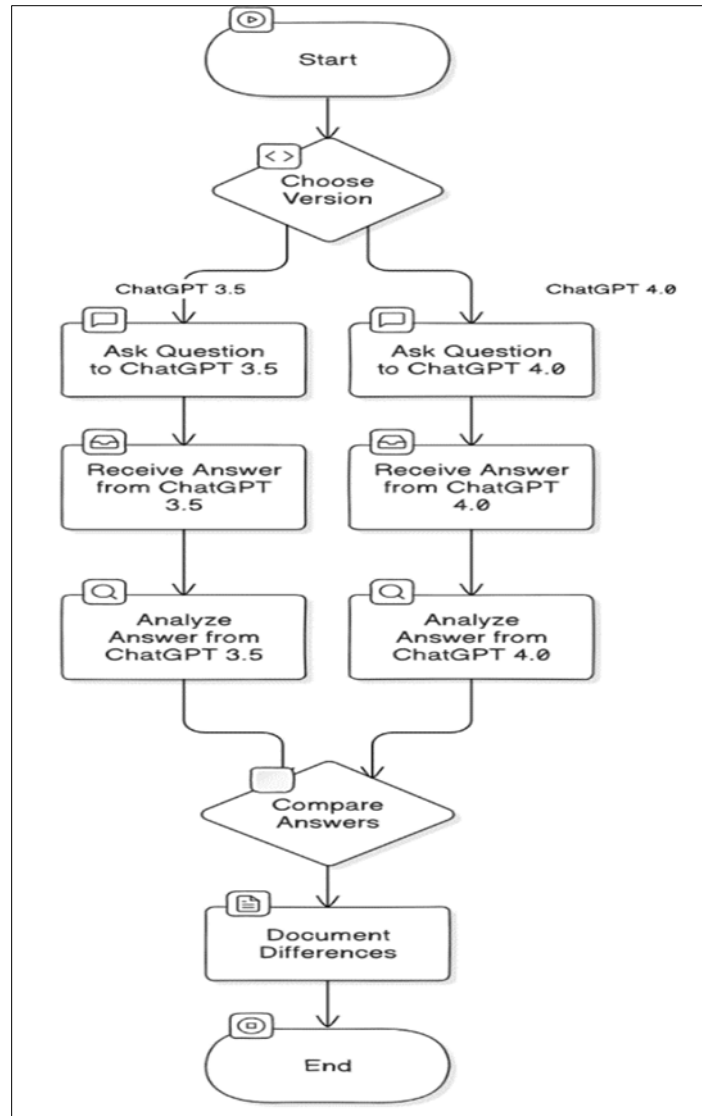 Start
Choose
Version
ChatGPT 3.5
ChatGPT 4.0
Ask Question
to ChatGPT 3.5
Ask Question
to ChatGPT 4.0
Receive Answer
from ChatGPT
3.5
Receive Answer
from ChatGPT
4.0
Analyze
Answer from
ChatGPT 3.5
Analyze
Answer from
ChatGPT 4.0
Compare
Answers
Document
Differences
End